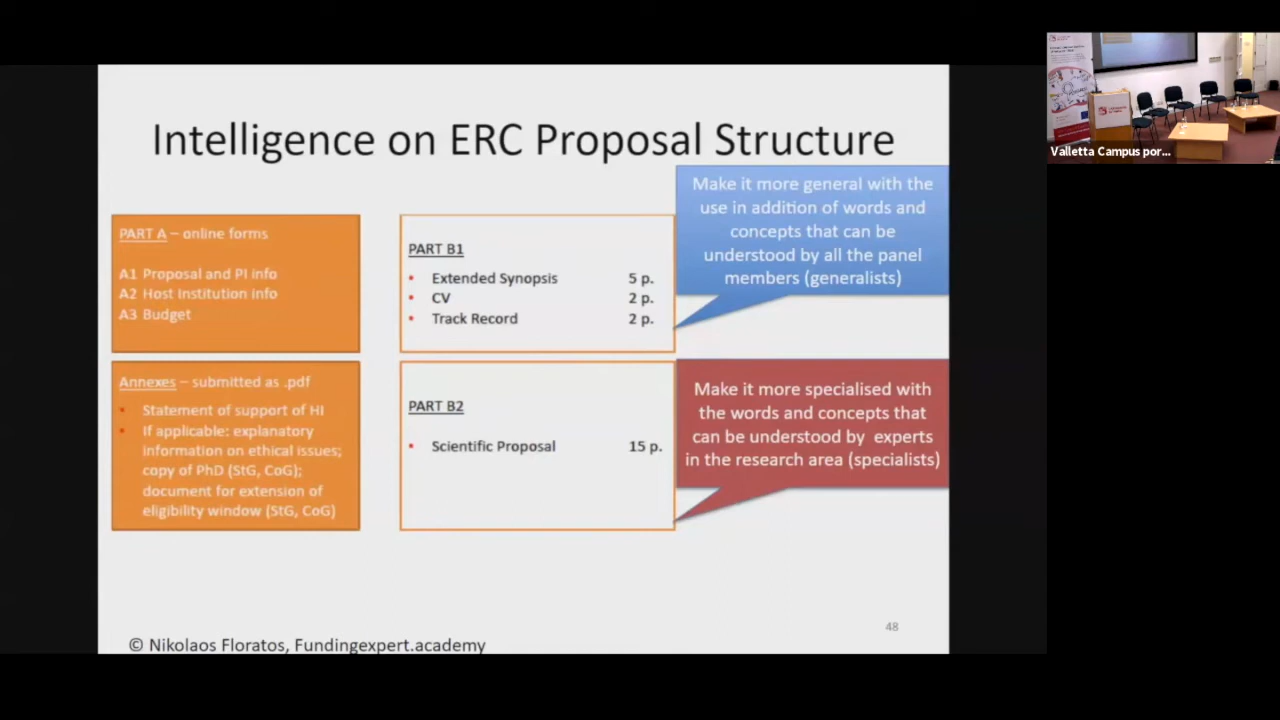 Intelligence on ERC Proposal Structure
PART A – online forms
A1 Proposal and PI info
A2 Host Institution info
A3 Budget
Annexes – submitted as .pdf
• Statement of support of HI
• If applicable: explanatory
information on ethical issues;
copy of PhD (StG, CoG);
document for extension of
eligibility window (StG, CoG)
PART B1
• Extended Synopsis 5 p.
• CV 2 p.
• Track Record 2 p.
PART B2
• Scientific Proposal 15 p.
Make it more general with the
use in addition of words and
concepts that can be
understood by all the panel
members (generalists)
Make it more specialised with
the words and concepts that
can be understood by experts
in the research area (specialists)
48
© Nikolaos Floratos, Fundingexpert.academy
Valletta Campus por...